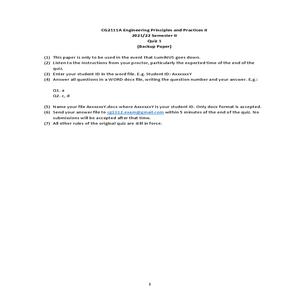 CG2111A Engineering Principles and Practices II
2021/22 Semester II
Quiz 1
(Backup Paper)
(1) This paper is only to be used in the event that LumiNUS goes down.
(2) Listen to the instructions from your proctor, particularly the expected time of the end of the
quiz.
(3) Enter your student ID in the word file. E.g. Student ID: AxxxxxxY
(4) Answer all questions in a WORD docx file, writing the question number and your answer. E.g.:
Q1. a
Q2. c, d
(5) Name your file AxxxxxxY.docx where AxxxxxxY is your student ID. Only docx format is accepted.
(6) Send your answer file to cg2111.exam@gmail.com within 5 minutes of the end of the quiz. No
submissions will be accepted after that time.
(7) All other rules of the original quiz are still in force.
1